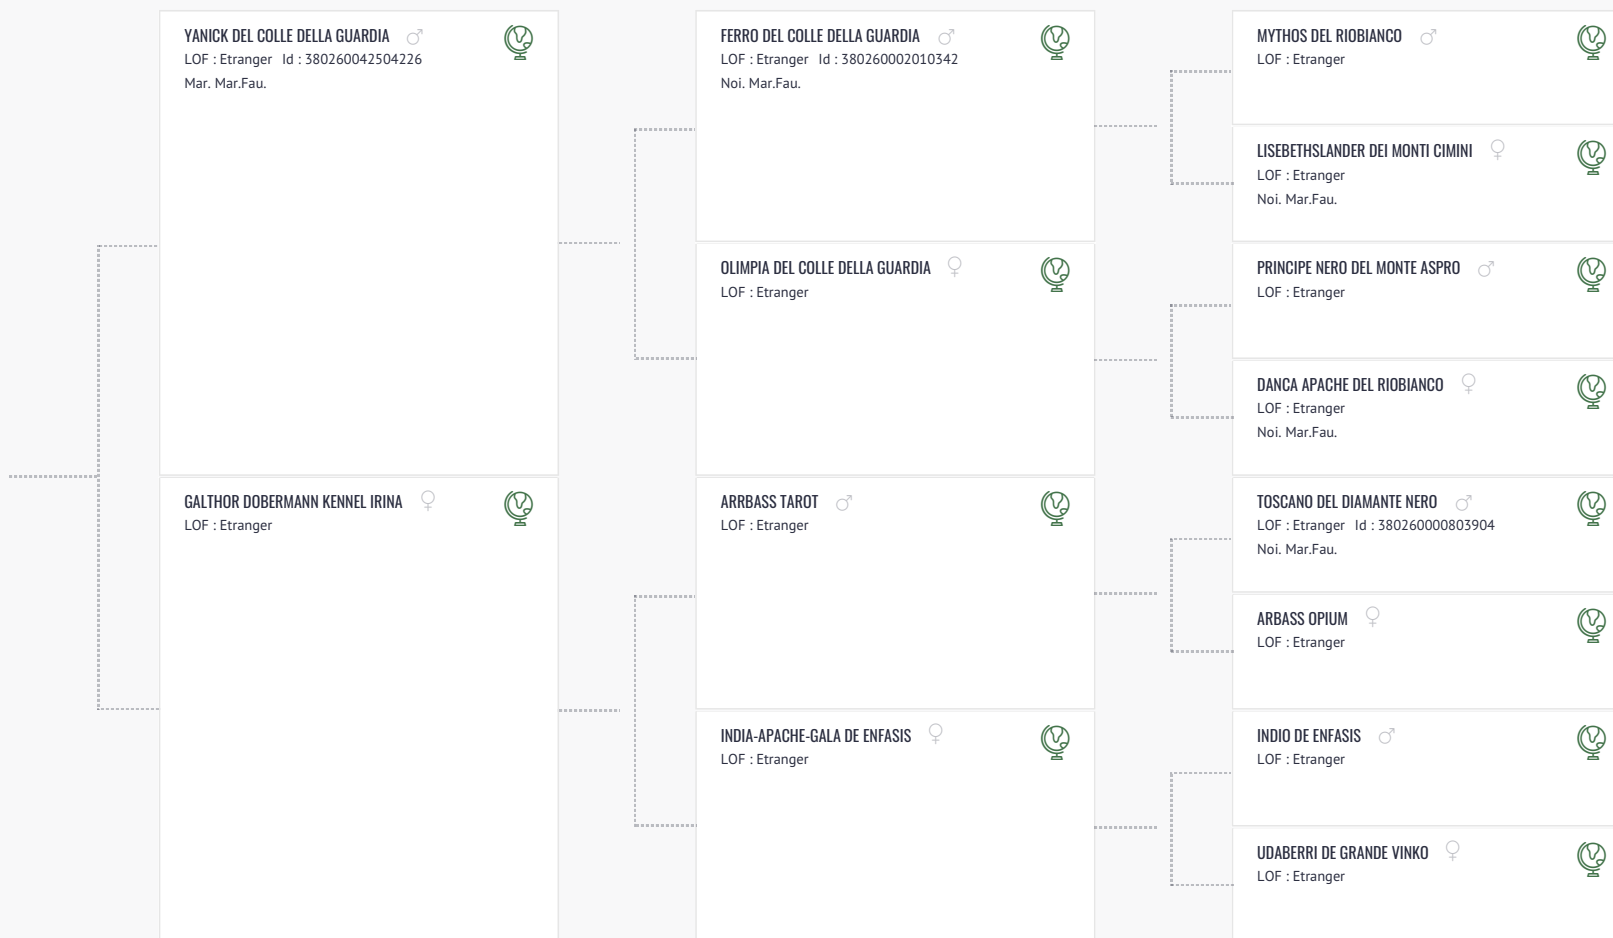 YANICK DEL COLLE DELLA GUARDIA
LOF : Etranger Id : 380260042504226
Mar. Mar.Fau.
GALTHOR DOBERMANN KENNEL IRINA
LOF : Etranger
FERRO DEL COLLE DELLA GUARDIA
LOF : Etranger Id : 380260002010342
Noi. Mar.Fau.
OLIMPIA DEL COLLE DELLA GUARDIA
LOF : Etranger
ARRBASS TAROT
LOF : Etranger
INDIA-APACHE-GALA DE ENFASIS
LOF : Etranger
MYTHOS DEL RIOBIANCO
LOF : Etranger
LISEBETHSLANDER DEI MONTI CIMINI
LOF : Etranger
Noi. Mar.Fau.
PRINCIPE NERO DEL MONTE ASPRO
LOF : Etranger
DANCA APACHE DEL RIOBIANCO
LOF : Etranger
Noi. Mar.Fau.
TOSCANO DEL DIAMANTE NERO
LOF : Etranger Id : 380260000803904
Noi. Mar.Fau.
ARBASS OPIUM
LOF : Etranger
INDIO DE ENFASIS
LOF : Etranger
UDABERRI DE GRANDE VINKO
LOF : Etranger